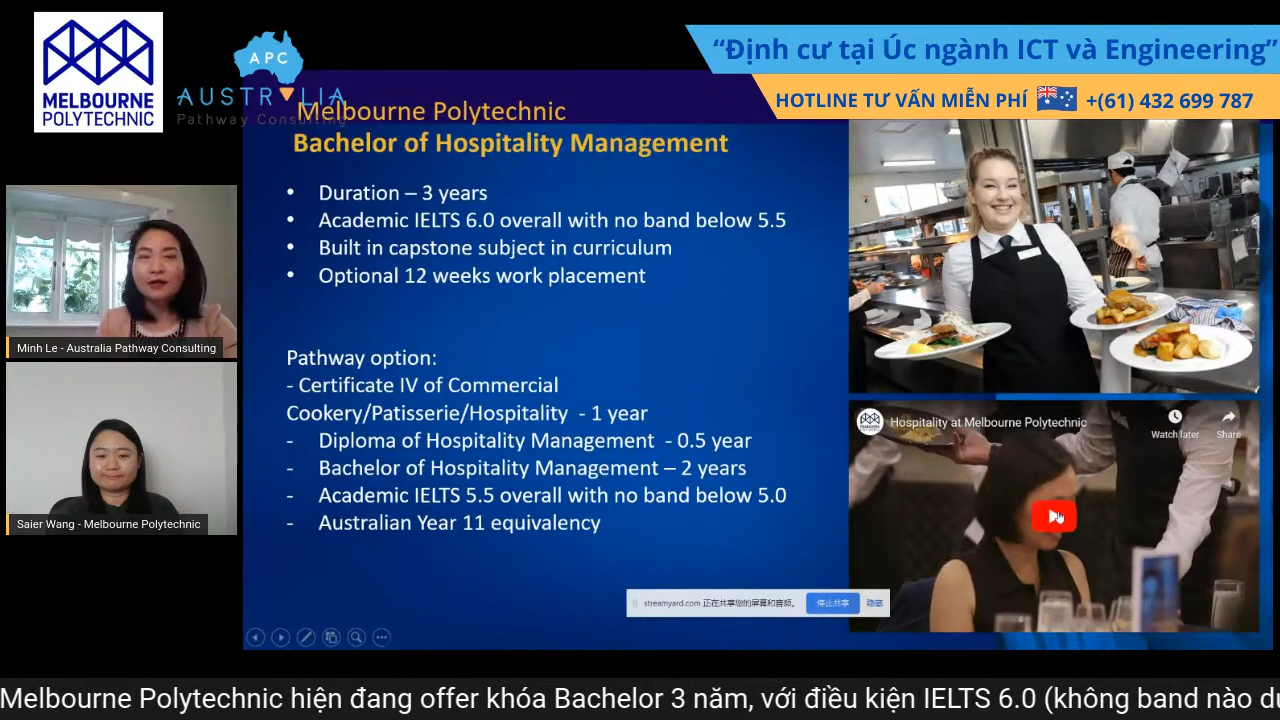 MELBOURNE
POLYTECHNIC
APC
AUSTR LIA
Pathway Consulting
“Định cư tại Úc ngành ICT và Engineering”
HOTLINE TƯ VẤN MIỄN PHÍ +(61) 432 699 787
Melbourne Polytechnic
Bachelor of Hospitality Management
• Duration – 3 years
• Academic IELTS 6.0 overall with no band below 5.5
• Built in capstone subject in curriculum
• Optional 12 weeks work placement
Pathway option:
- Certificate IV of Commercial
Cookery/Patisserie/Hospitality - 1 year
- Diploma of Hospitality Management - 0.5 year
- Bachelor of Hospitality Management – 2 years
- Academic IELTS 5.5 overall with no band below 5.0
- Australian Year 11 equivalency
Minh Le - Australia Pathway Consulting
Saier Wang - Melbourne Polytechnic
Hospitality at Melbourne Polytechnic
Watch later
Share
streamyard.com 正在共享您的屏幕和音频。 停止共享 隐藏
Melbourne Polytechnic hiện đang offer khóa Bachelor 3 năm, với điều kiện IELTS 6.0 (không band nào